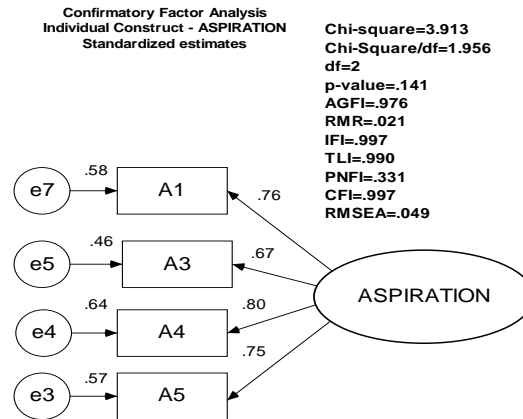 Confirmatory Factor Analysis
Individual Construct - ASPIRATION
Standardized estimates
Chi-square=3.913
Chi-Square/df=1.956
df=2
p-value=.141
AGFI=.976
RMR=.021
IFI=.997
TLI=.990
PNFI=.331
CFI=.997
RMSEA=.049
.58
e7
A1
.76
.46
e5
A3
.67
.64
e4
A4
.80
ASPIRATION
.57
e3
A5
.75